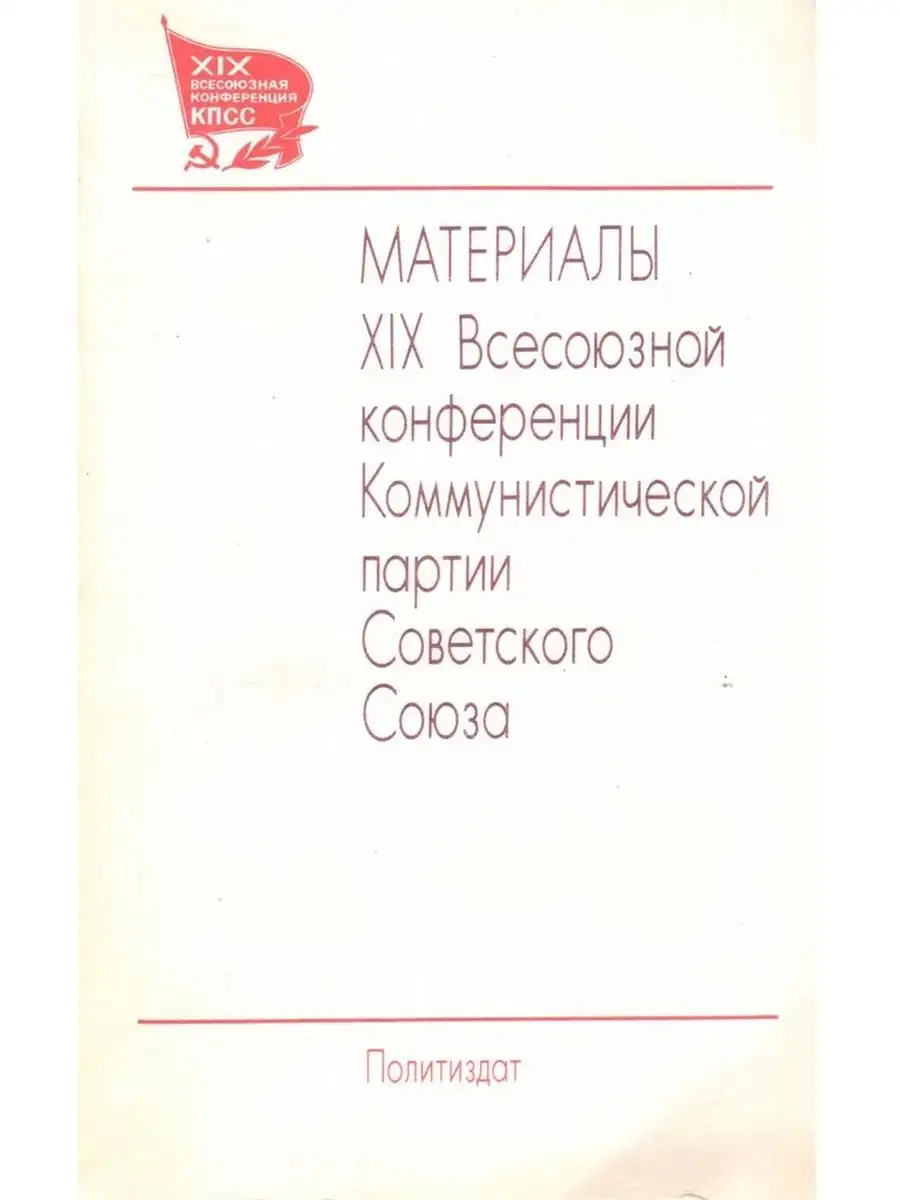 XIX
ВСЕСОЮЗНАЯ
КОНФЕРЕНЦИЯ
КПСС
МАТЕРИАЛЫ
XIX Всесоюзной
конференции
Коммунистической
партии
Советского
Союза
Политиздат